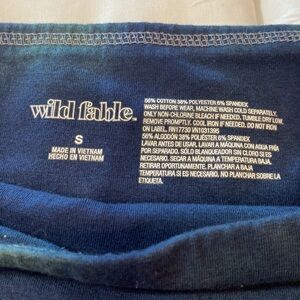 wild fable™
S
MADE IN VIETNAM
HECHO EN VIETNAM
56% COTTON 38% POLYESTER 6% SPANDEX
WASH BEFORE WEAR, MACHINE WASH COLD SEPARATELY.
ONLY NON-CHLORINE BLEACH IF NEEDED. TUMBLE DRY LOW.
REMOVE PROMPTLY. COOL IRON IF NEEDED. DO NOT IRON
ON LABEL. RN17730 VN1031395
56% ALGODÓN 38% POLIÉSTER 6% SPANDEX
LAVAR ANTES DE USAR, LAVAR A MÁQUINA CON AGUA FRÍA
POR SEPARADO. SÓLO BLANQUEADOR SIN CLORO SI ES
NECESARIO. SECAR A MÁQUINA A TEMPERATURA BAJA.
RETIRAR OPORTUNAMENTE. PLANCHAR A BAJA
TEMPERATURA SI ES NECESARIO. NO PLANCHAR SOBRE LA
ETIQUETA.